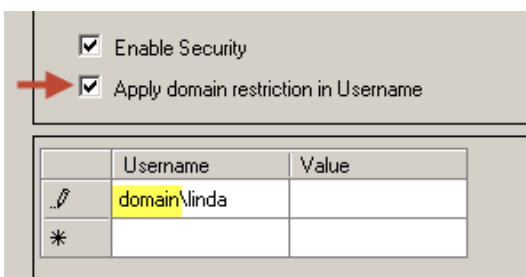 Enable Security
Apply domain restriction in Username
Username Value
domain\linda
*